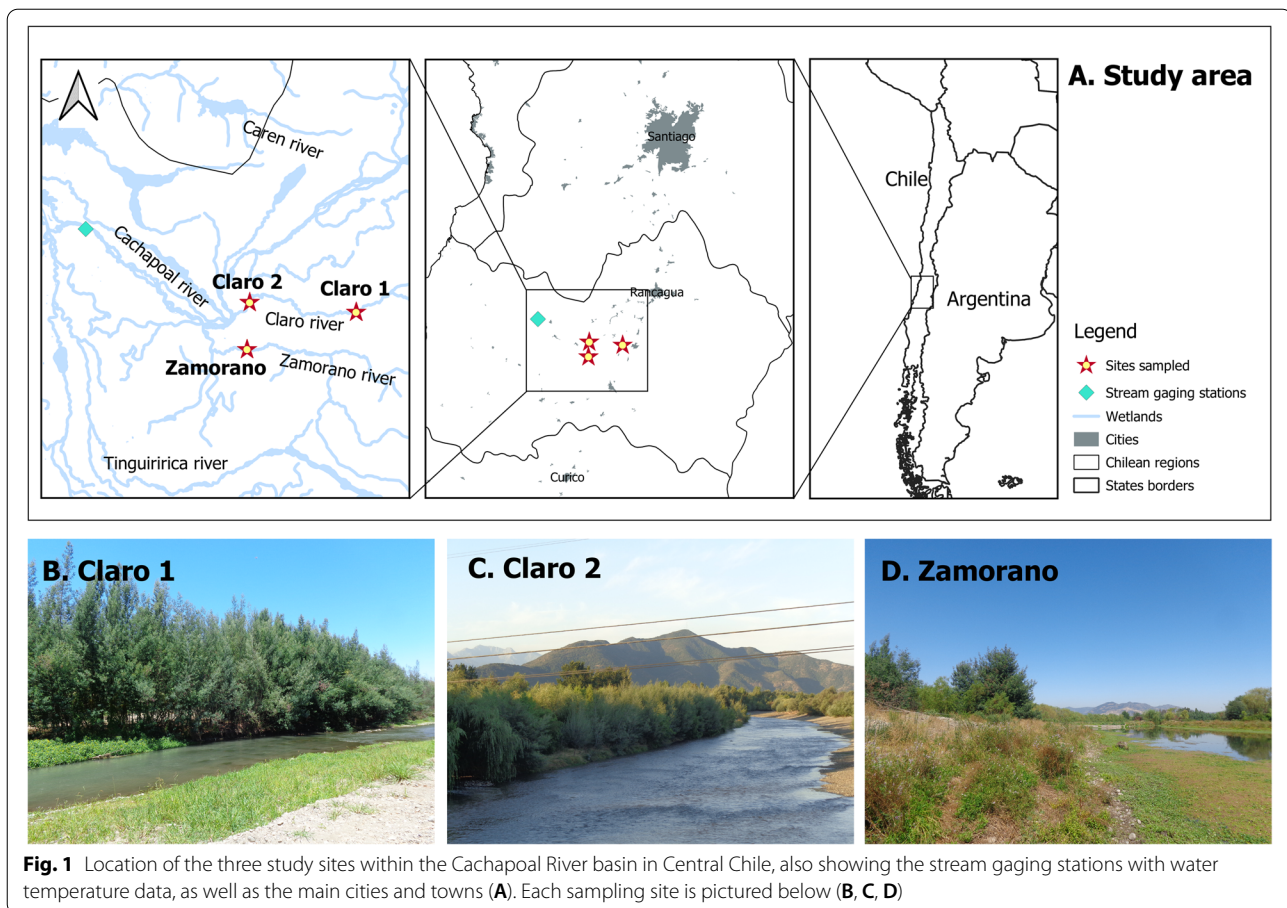 A. Study area
Caren river
Cachapoal river
Claro 2
Claro 1
Claro river
Zamorano
Zamorano river
Tinguiririca river
Santiago
Rancagua
Curico
Chile
Argentina
Legend
Sites sampled
Stream gaging stations
Wetlands
Cities
Chilean regions
States borders
B. Claro 1
C. Claro 2
D. Zamorano
Fig. 1 Location of the three study sites within the Cachapoal River basin in Central Chile, also showing the stream gaging stations with water
temperature data, as well as the main cities and towns (A). Each sampling site is pictured below (B, C, D)